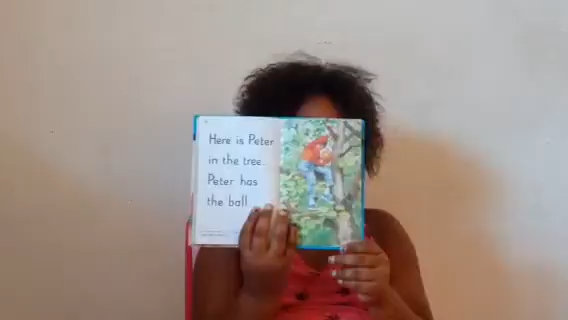 Here is Peter
in the tree.
Peter has
the ball.